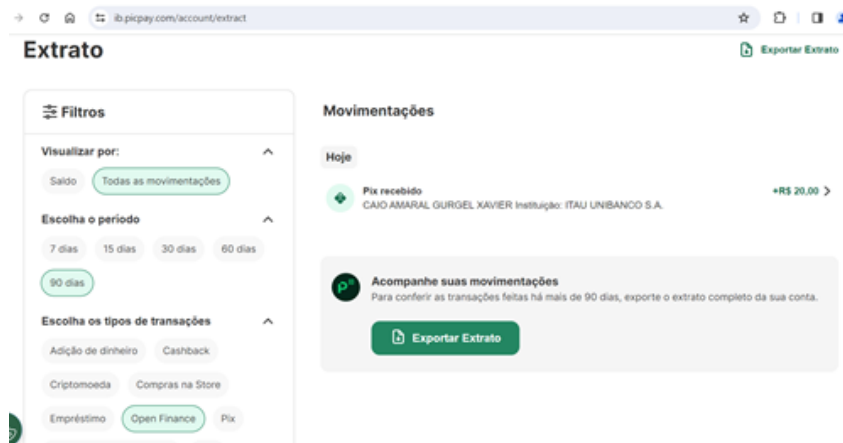 ib.picpay.com/account/extract
Extrato
Exportar Extrato
Filtros
Visualizar por:
Saldo
Todas as movimentações
Escolha o período
7 dias
15 dias
30 dias
60 dias
90 dias
Escolha os tipos de transações
Adição de dinheiro
Cashback
Criptomoeda
Compras na Store
Empréstimo
Open Finance
Pix
Movimentações
Hoje
Pix recebido
+R$ 20,00
CAIO AMARAL GURGEL XAVIER Instituição: ITAU UNIBANCO S.A.
Acompanhe suas movimentações
Para conferir as transações feitas há mais de 90 dias, exporte o extrato completo da sua conta.
Exportar Extrato